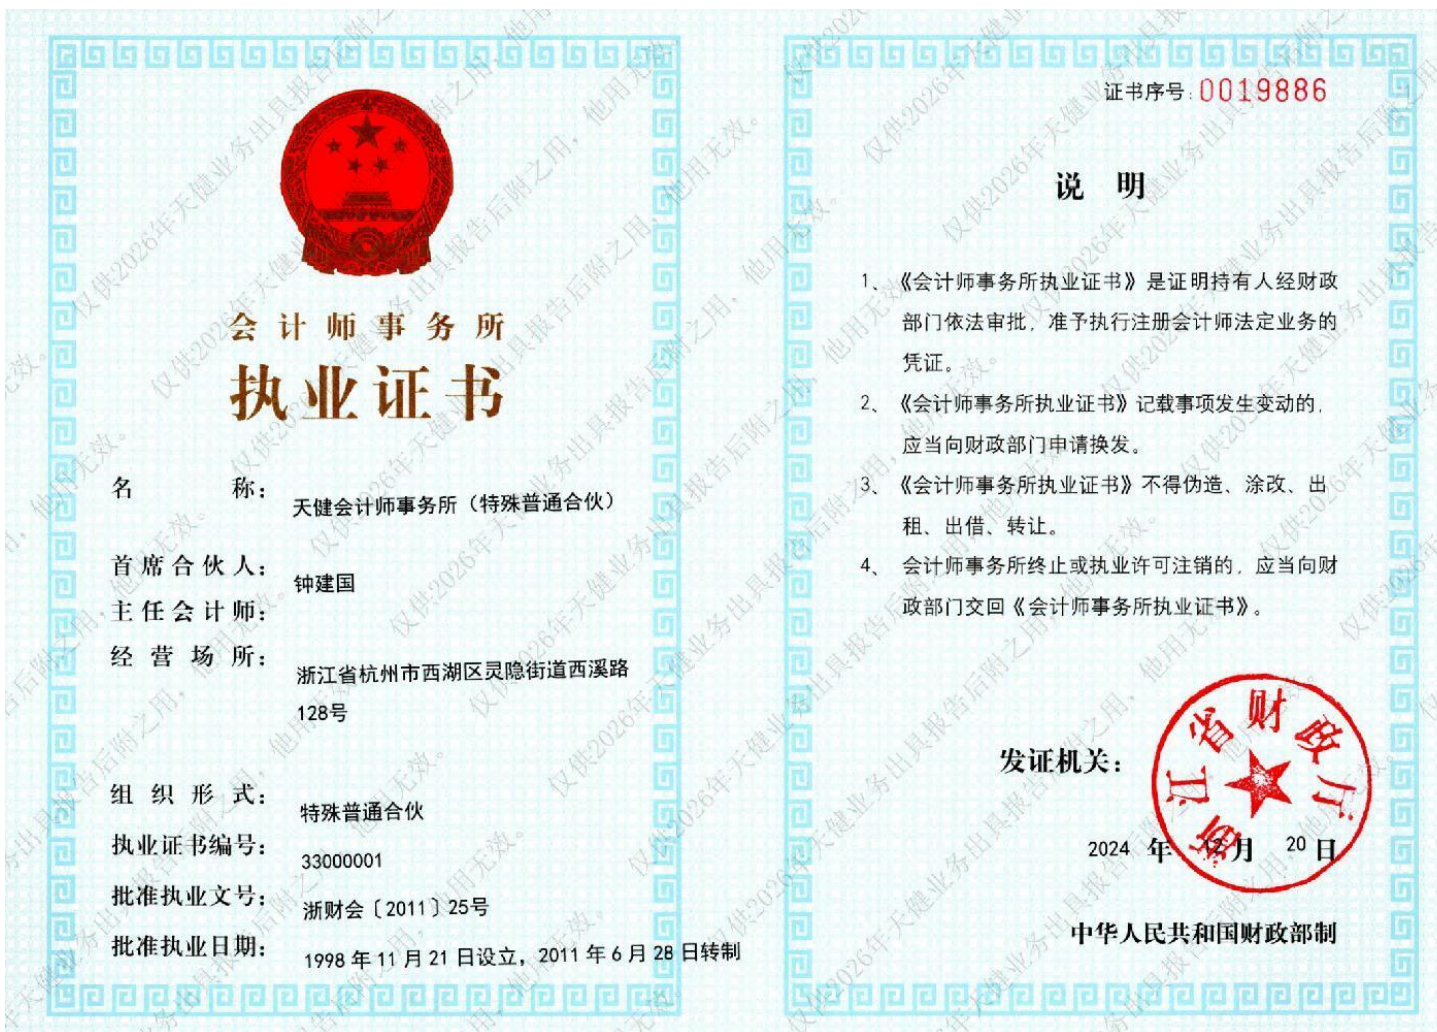 会计师事务所
执业证书
名 称：
天健会计师事务所（特殊普通合伙）
首席合伙人：
钟建国
主任会计师：
经营场所：
浙江省杭州市西湖区灵隐街道西溪路
128号
组织形式：
特殊普通合伙
执业证书编号：
33000001
批准执业文号：
浙财会〔2011〕25号
批准执业日期：
1998年11月21日设立，2011年6月28日转制
证书序号：0019886
说 明
1、《会计师事务所执业证书》是证明持有人经财政
部门依法审批，准予执行注册会计师法定业务的
凭证。
2、《会计师事务所执业证书》记载事项发生变动的，
应当向财政部门申请换发。
3、《会计师事务所执业证书》不得伪造、涂改、出
租、出借、转让。
4、会计师事务所终止或执业许可注销的，应当向财
政部门交回《会计师事务所执业证书》。
发证机关：
浙江省财政厅
2024年12月20日
中华人民共和国财政部制
仅供2026年天健业务出具报告后附之用，他用无效。